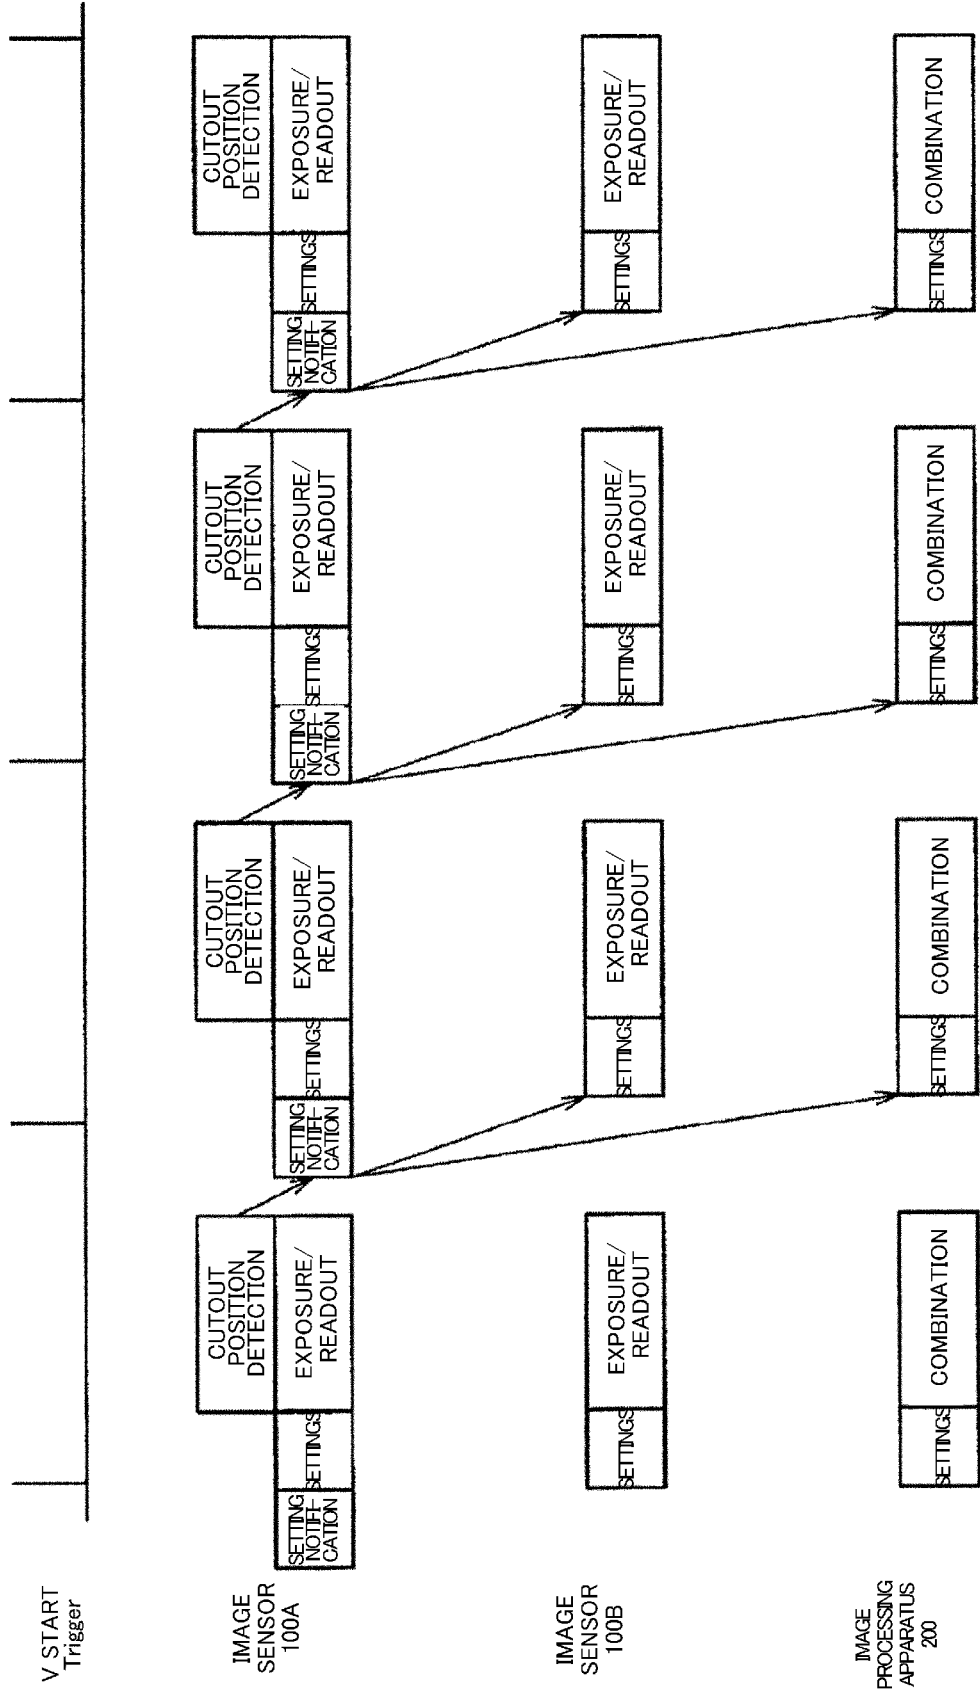 V START
Trigger
IMAGE
SENSOR
100A
SETTING
NOTIFI-
CATION
SETTINGS
CUTOUT
POSITION
DETECTION
EXPOSURE/
READOUT
SETTING
NOTIFI-
CATION
SETTINGS
CUTOUT
POSITION
DETECTION
EXPOSURE/
READOUT
SETTING
NOTIFI-
CATION
SETTINGS
CUTOUT
POSITION
DETECTION
EXPOSURE/
READOUT
SETTING
NOTIFI-
CATION
SETTINGS
CUTOUT
POSITION
DETECTION
EXPOSURE/
READOUT
IMAGE
SENSOR
100B
SETTINGS
EXPOSURE/
READOUT
SETTINGS
EXPOSURE/
READOUT
SETTINGS
EXPOSURE/
READOUT
SETTINGS
EXPOSURE/
READOUT
IMAGE
PROCESSING
APPARATUS
200
SETTINGS
COMBINATION
SETTINGS
COMBINATION
SETTINGS
COMBINATION
SETTINGS
COMBINATION